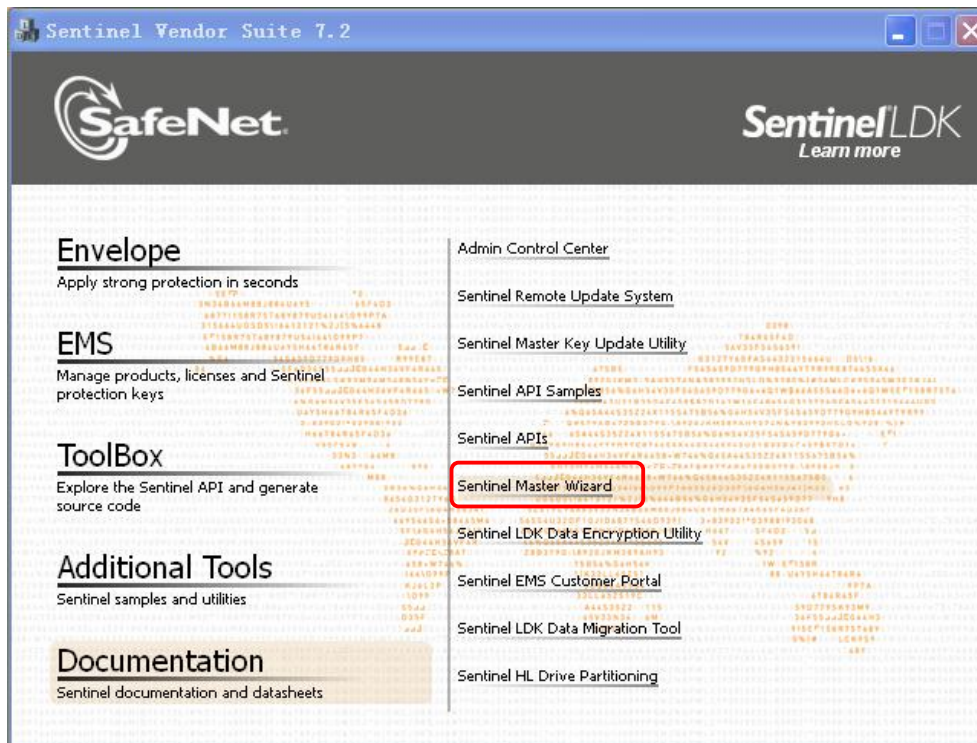 Sentinel Vendor Suite 7.2
SafeNet.
Sentinel LDK
Learn more
Envelope
Apply strong protection in seconds
EMS
Manage products, licenses and Sentinel
protection keys
ToolBox
Explore the Sentinel API and generate
source code
Additional Tools
Sentinel samples and utilities
Documentation
Sentinel documentation and datasheets
Admin Control Center
Sentinel Remote Update System
Sentinel Master Key Update Utility
Sentinel API Samples
Sentinel APIs
Sentinel Master Wizard
Sentinel LDK Data Encryption Utility
Sentinel EMS Customer Portal
Sentinel LDK Data Migration Tool
Sentinel HL Drive Partitioning